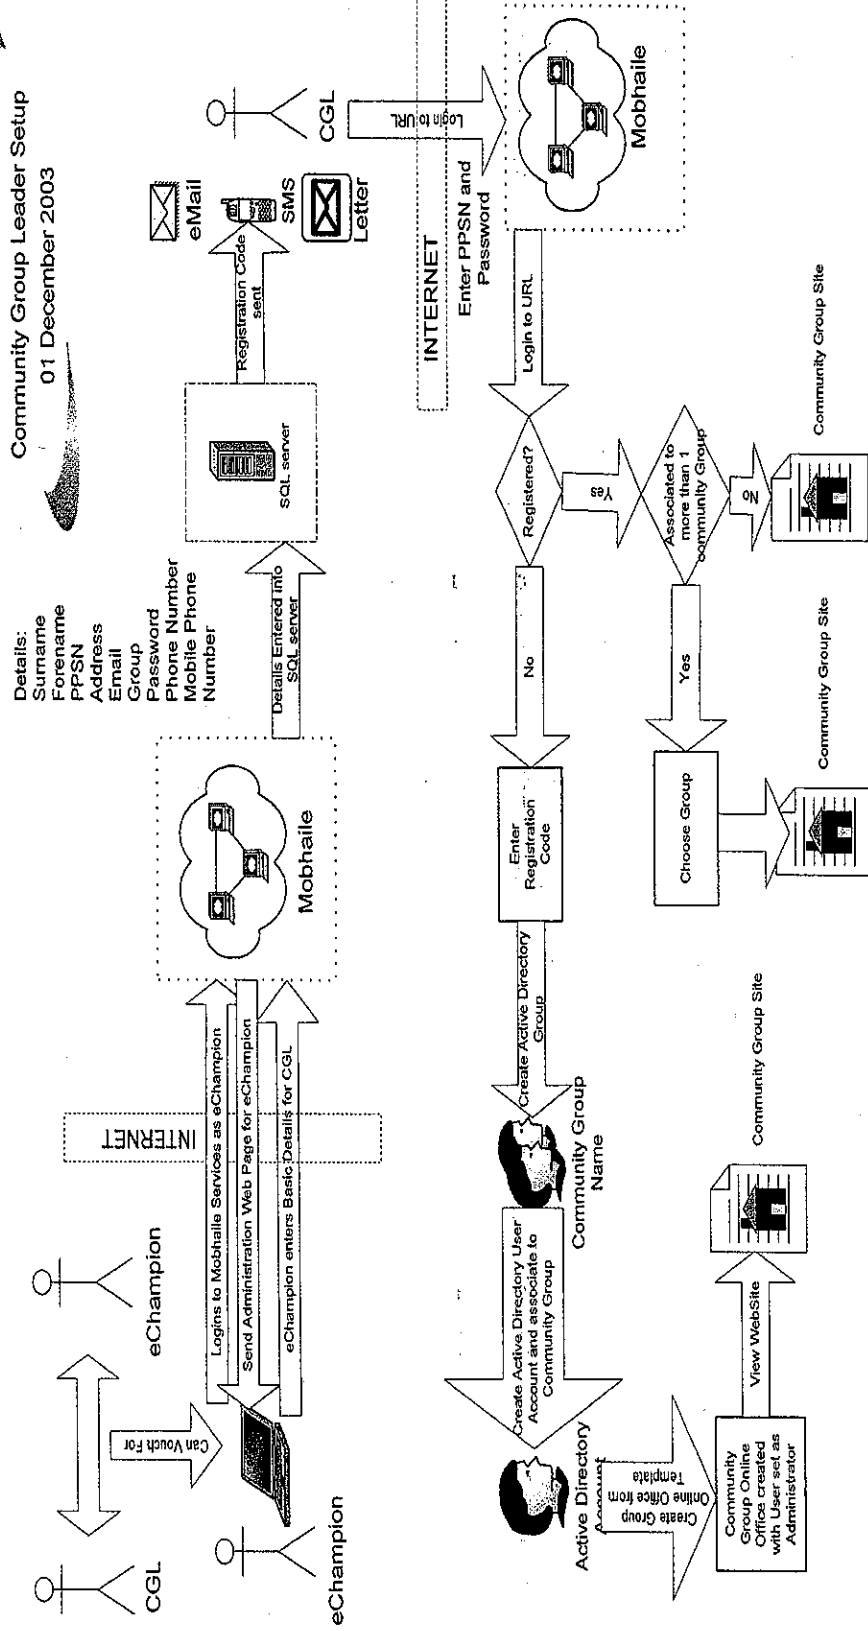 Community Group Leader Setup
01 December 2003
CGL
eChampion
Can Vouch For
eChampion
INTERNET
Logins to Mobhaile Services as eChampion
Send Administration Web Page for eChampion
eChampion enters Basic Details for CGL
Mobhaile
Details:
Surname
Forename
PPSN
Address
Email
Group
Password
Phone Number
Mobile Phone
Number
Details Entered into
SQL server
SQL server
Registration Code
sent
eMail
SMS
Letter
CGL
Login to URL
INTERNET
Enter PPSN and
Password
Mobhaile
Login to URL
Registered?
No
Yes
Associated to
more than 1
community Group
No
Community Group Site
Yes
Choose Group
Community Group Site
Enter
Registration
Code
Create Active Directory
Group
Community Group
Name
Create Active Directory User
Account and associate to
Community Group
Active Directory
Account
Create Group
Online Office from
Template
Community
Group Online
Office created
with User set as
Administrator
View WebSite
Community Group Site